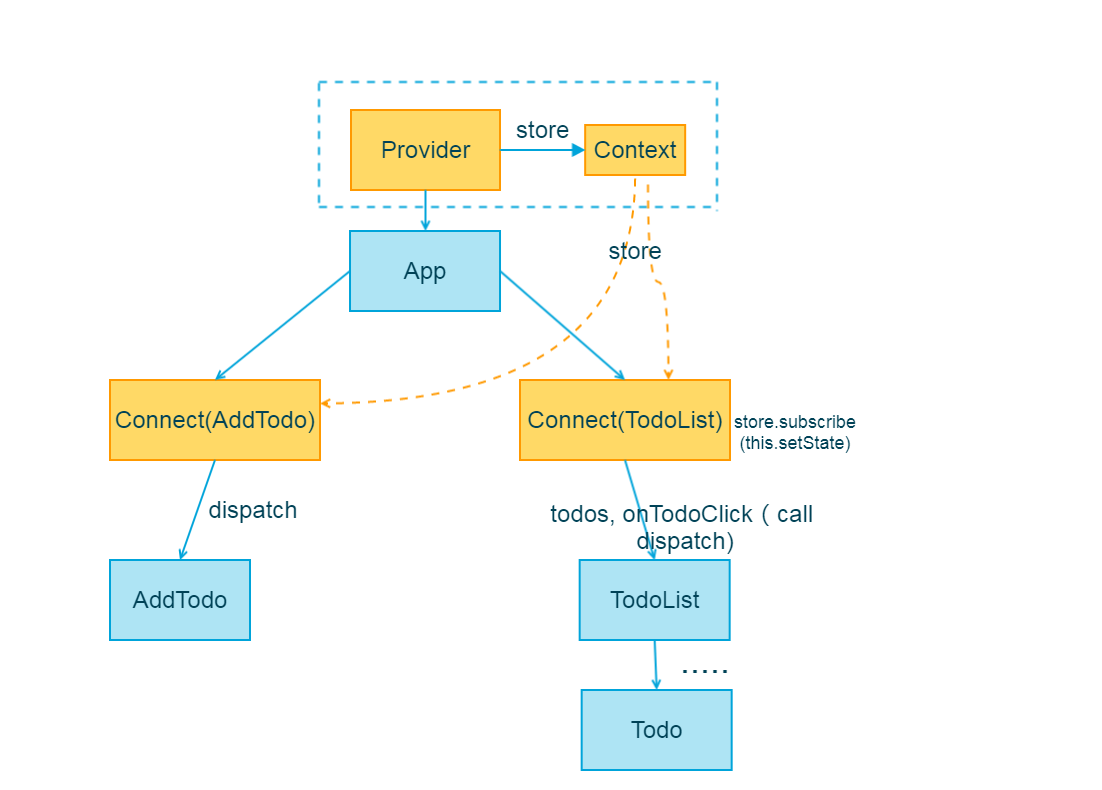 store
Provider
Context
store
App
Connect(AddTodo)
Connect(TodoList)
store.subscribe
(this.setState)
dispatch
todos, onTodoClick ( call
dispatch)
AddTodo
TodoList
.....
Todo